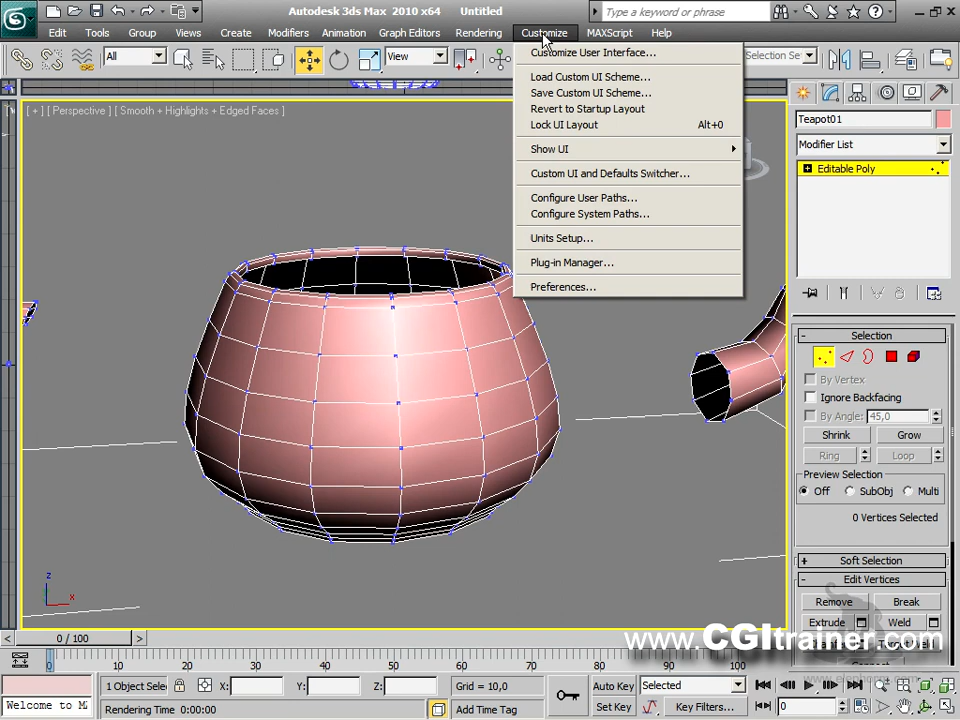 Autodesk 3ds Max 2010 x64 Untitled
Type a keyword or phrase
Edit Tools Group Views Create Modifiers Animation Graph Editors Rendering Customize MAXScript Help
All
View
Selection Se
Customize User Interface...
Load Custom UI Scheme...
Save Custom UI Scheme...
Revert to Startup Layout
Lock UI Layout Alt+0
Show UI
Custom UI and Defaults Switcher...
Configure User Paths...
Configure System Paths...
Units Setup...
Plug-in Manager...
Preferences...
[ + ] [ Perspective ] [ Smooth + Highlights + Edged Faces ]
Teapot01
Modifier List
Editable Poly
Selection
By Vertex
Ignore Backfacing
By Angle: 45,0
Shrink Grow
Ring Loop
Preview Selection
Off SubObj Multi
0 Vertices Selected
Soft Selection
Edit Vertices
Remove Break
Extrude Weld
z
x
0 / 100
www.CGItrainer.com
0 10 20 30 40 50 60 70 80 90 100
1 Object Selec X: Y: Z: Grid = 10,0 Auto Key Selected
Welcome to M
Rendering Time 0:00:00 Add Time Tag Set Key Key Filters... 0